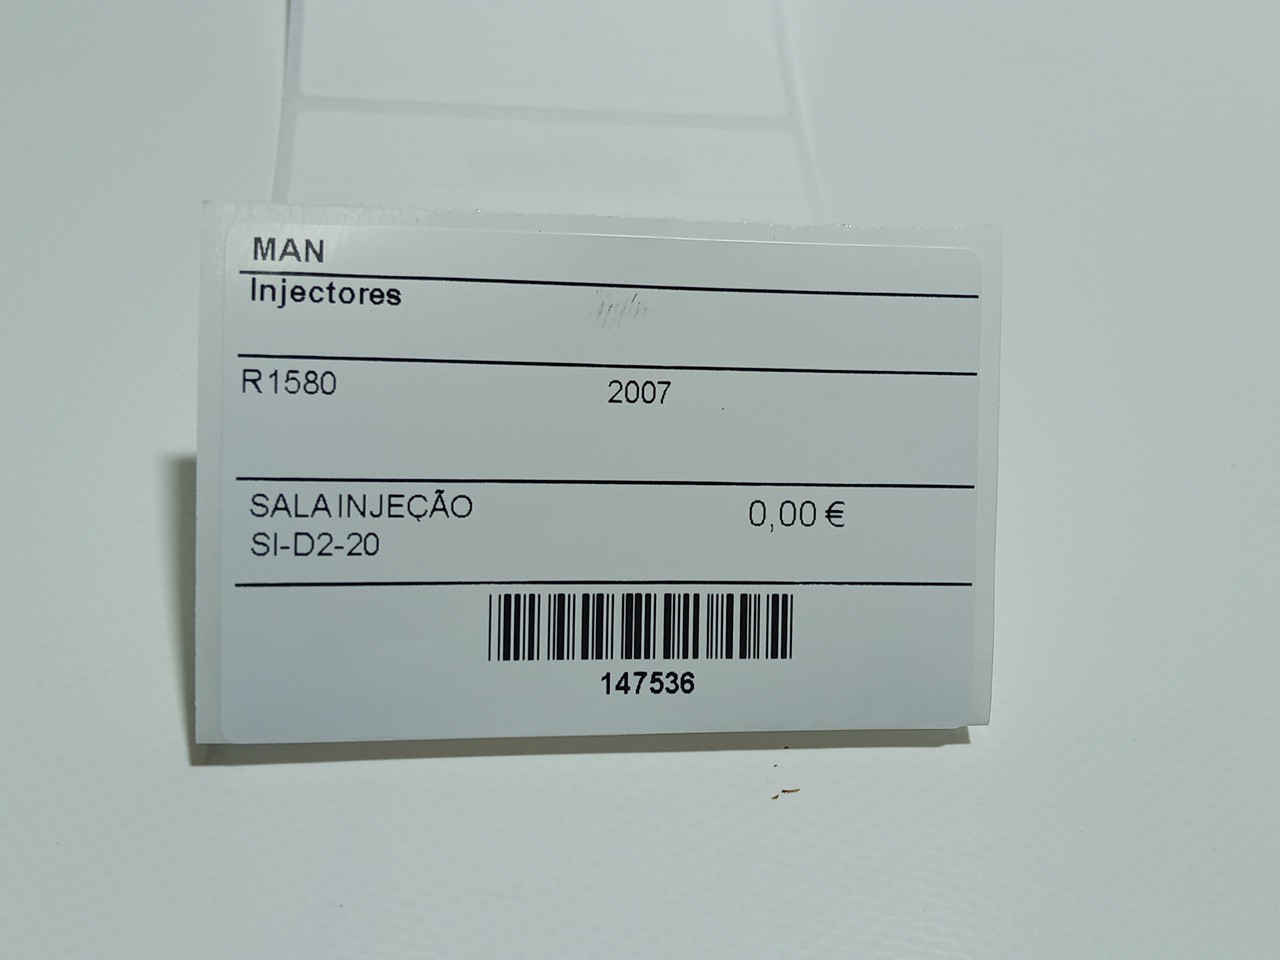 MAN
Injectores
R1580 2007
SALA INJEÇÃO 0,00 €
SI-D2-20
147536